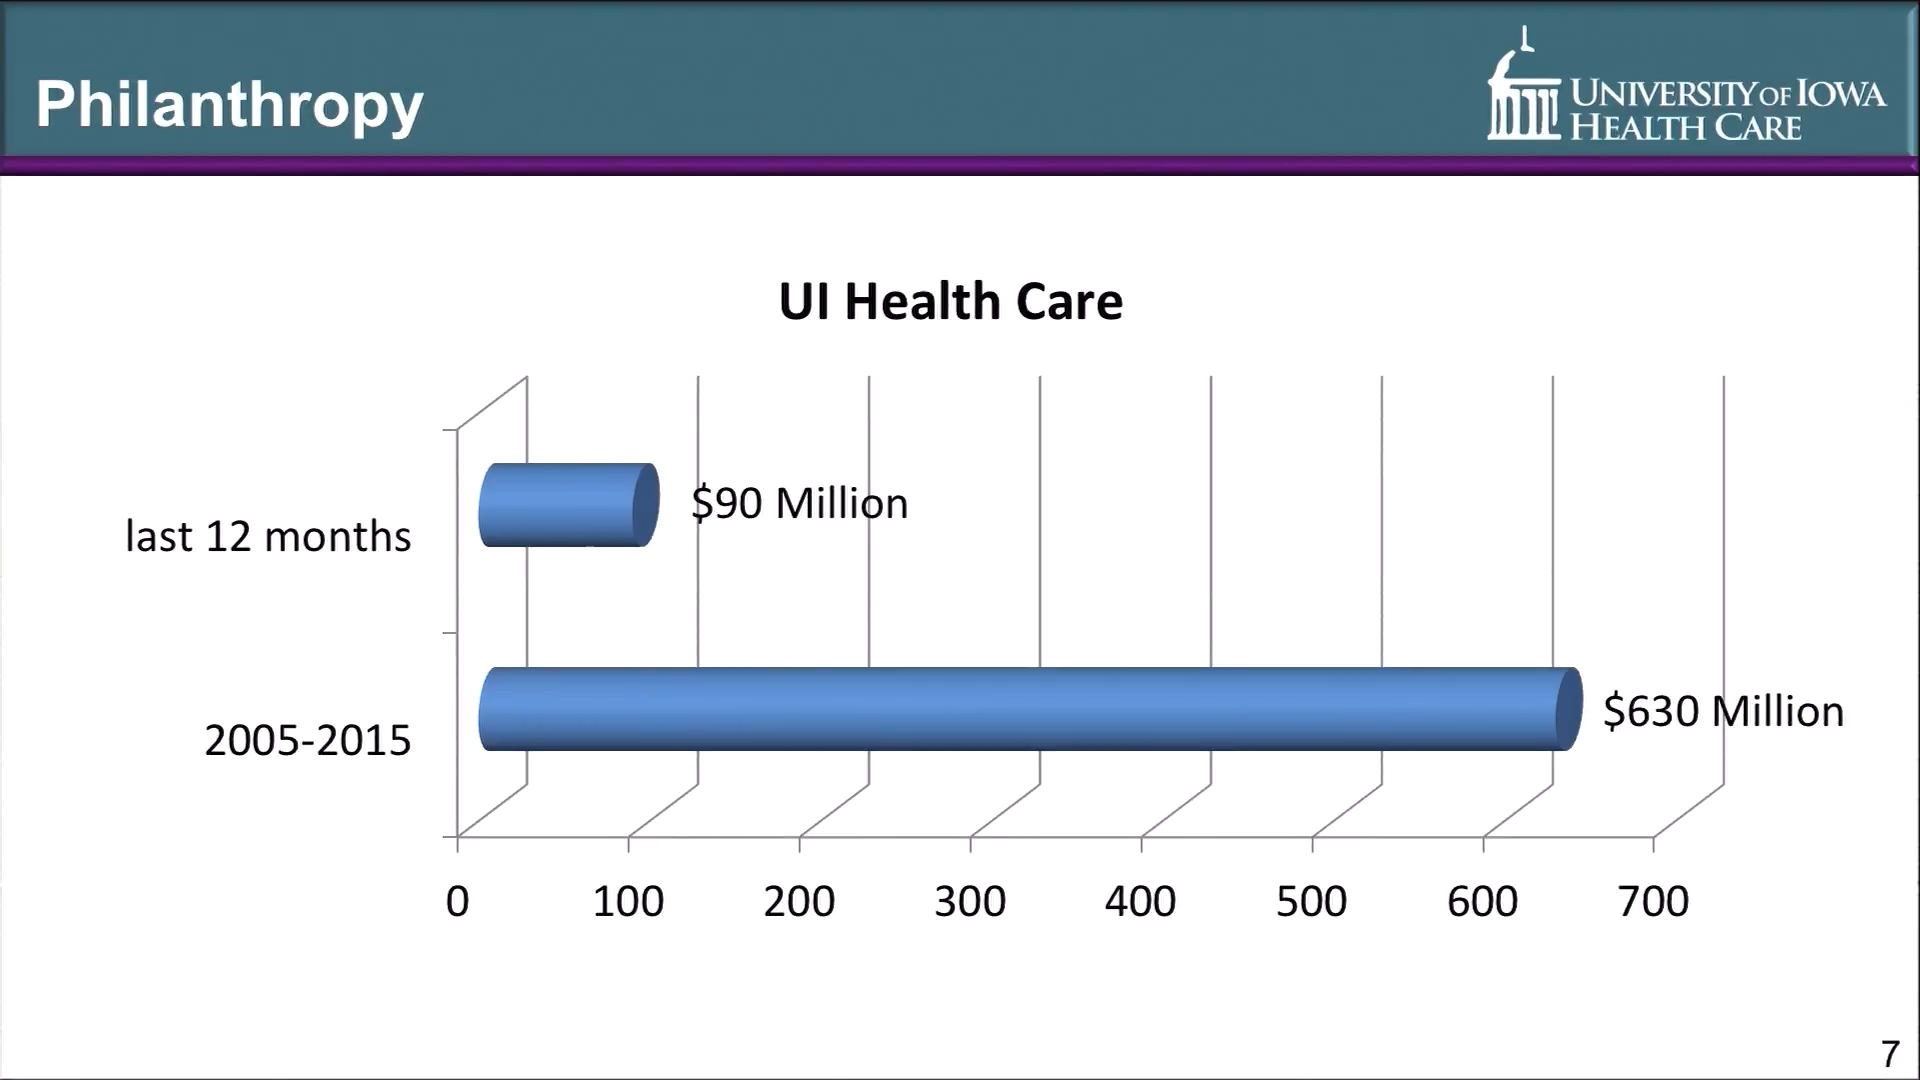 Philanthropy
UNIVERSITY OF IOWA
HEALTH CARE
UI Health Care
last 12 months
$90 Million
2005-2015
$630 Million
0 100 200 300 400 500 600 700
7